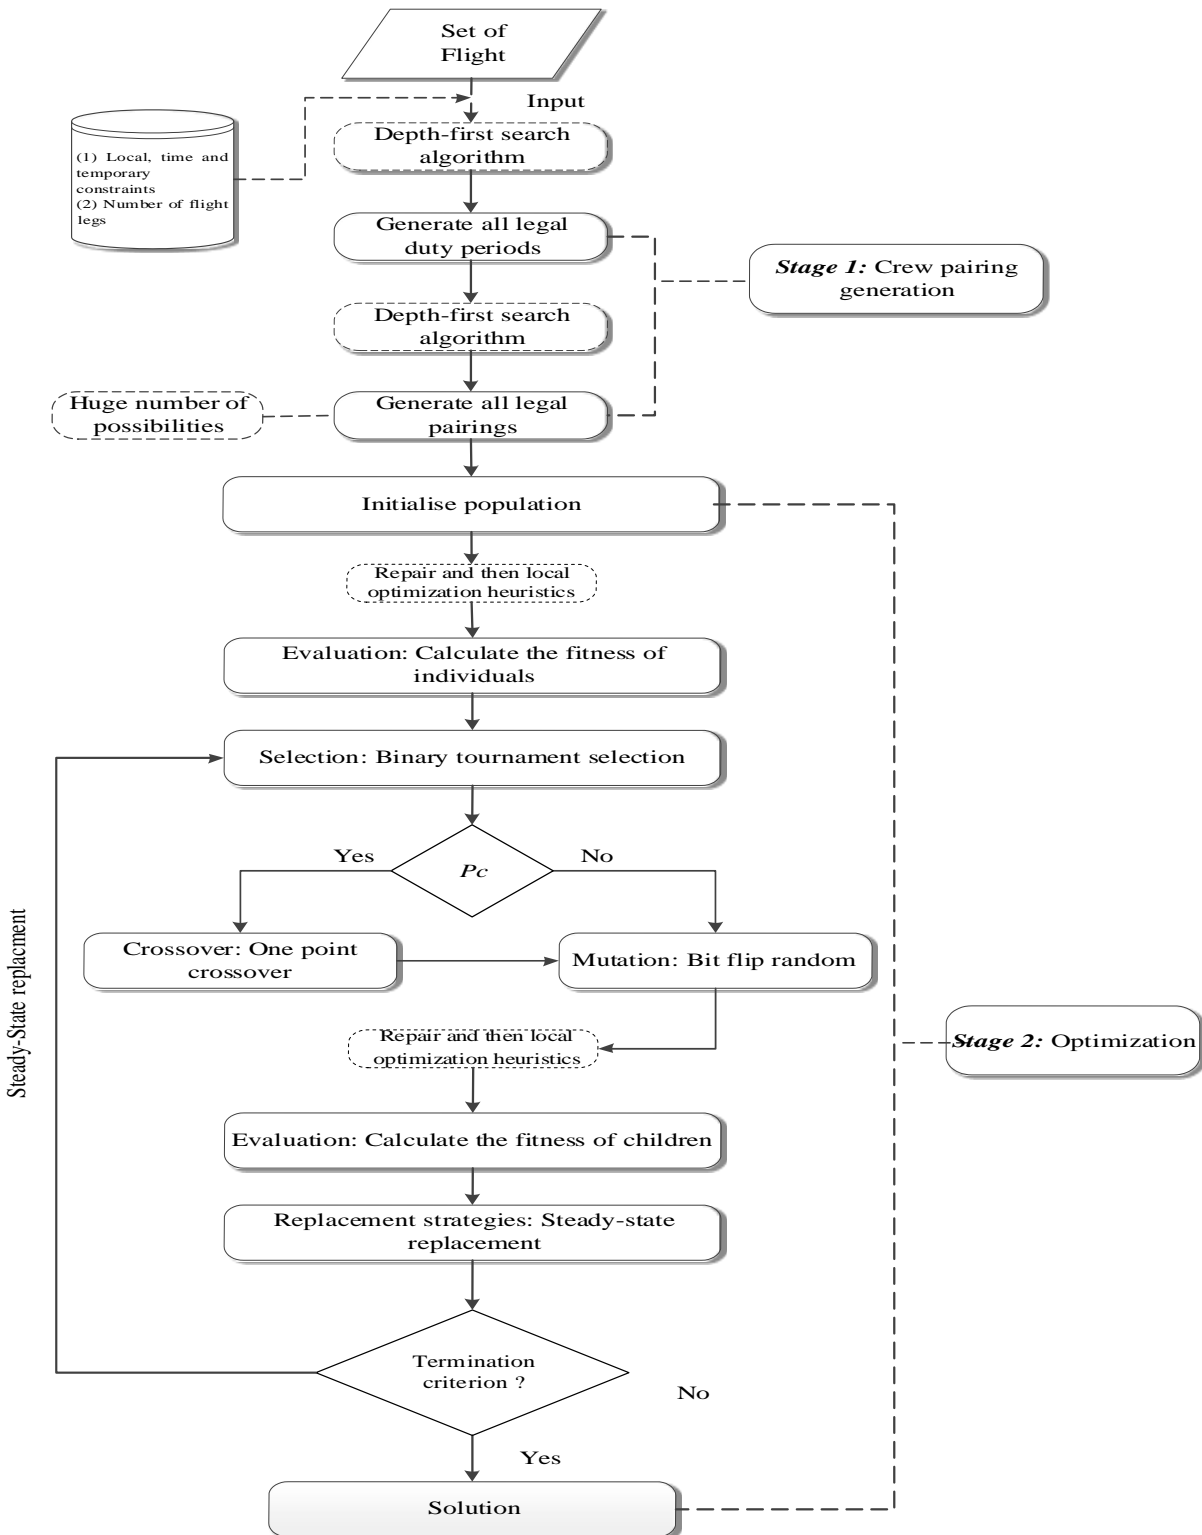 Set of
Flight
Input
(1) Local, time and
temporary
constraints
(2) Number of flight
legs
Depth-first search
algorithm
Generate all legal
duty periods
Stage 1: Crew pairing
generation
Depth-first search
algorithm
Huge number of
possibilities
Generate all legal
pairings
Initialise population
Repair and then local
optimization heuristics
Evaluation: Calculate the fitness of
individuals
Selection: Binary tournament selection
Yes
Pc
No
Crossover: One point
crossover
Mutation: Bit flip random
Steady-State replacment
Repair and then local
optimization heuristics
Stage 2: Optimization
Evaluation: Calculate the fitness of children
Replacement strategies: Steady-state
replacement
Termination
criterion ?
No
Yes
Solution